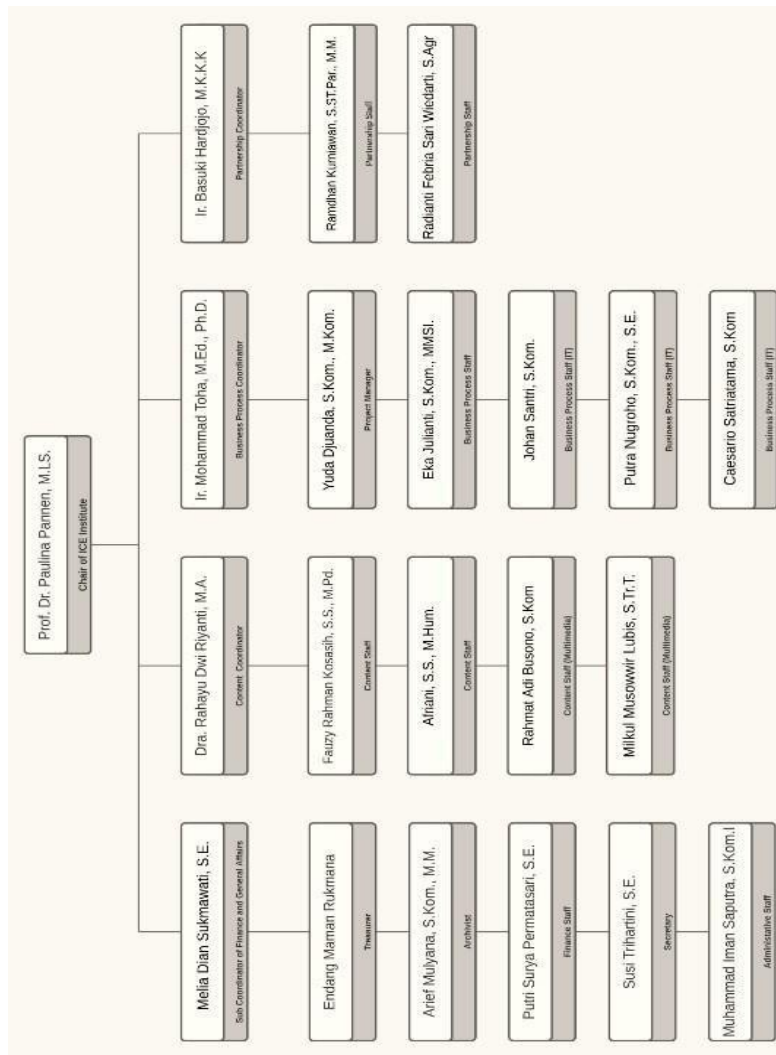 Prof. Dr. Paulina Pannen, M.LS.
Chair of ICE Institute
Melia Dian Sukmawati, S.E.
Sub Coordinator of Finance and General Affairs
Endang Maman Rukmana
Treasurer
Arief Mulyana, S.Kom., M.M.
Archivist
Putri Surya Permatasari, S.E.
Finance Staff
Susi Trihartini, S.E.
Secretary
Muhammad Iman Saputra, S.Kom.I
Administative Staff
Dra. Rahayu Dwi Riyanti, M.A.
Content Coordinator
Fauzy Rahman Kosasih, S.S., M.Pd.
Content Staff
Afriani, S.S., M.Hum.
Content Staff
Rahmat Adi Busono, S.Kom
Content Staff (Multimedia)
Milkul Musowwir Lubis, S.Tr.T.
Content Staff (Multimedia)
Ir. Mohammad Toha, M.Ed., Ph.D.
Business Process Coordinator
Yuda Djuanda, S.Kom., M.Kom.
Project Manager
Eka Julianti, S.Kom., MMSI.
Business Process Staff
Johan Santri, S.Kom.
Business Process Staff (IT)
Putra Nugroho, S.Kom., S.E.
Business Process Staff (IT)
Caesario Satriatama, S.Kom
Business Process Staff (IT)
Ir. Basuki Hardjojo, M.K.K.K
Partnership Coordinator
Ramdhan Kurniawan, S.ST.Par., M.M.
Partnership Staff
Radianti Febria Sari Wiedarti, S.Agr
Partnership Staff